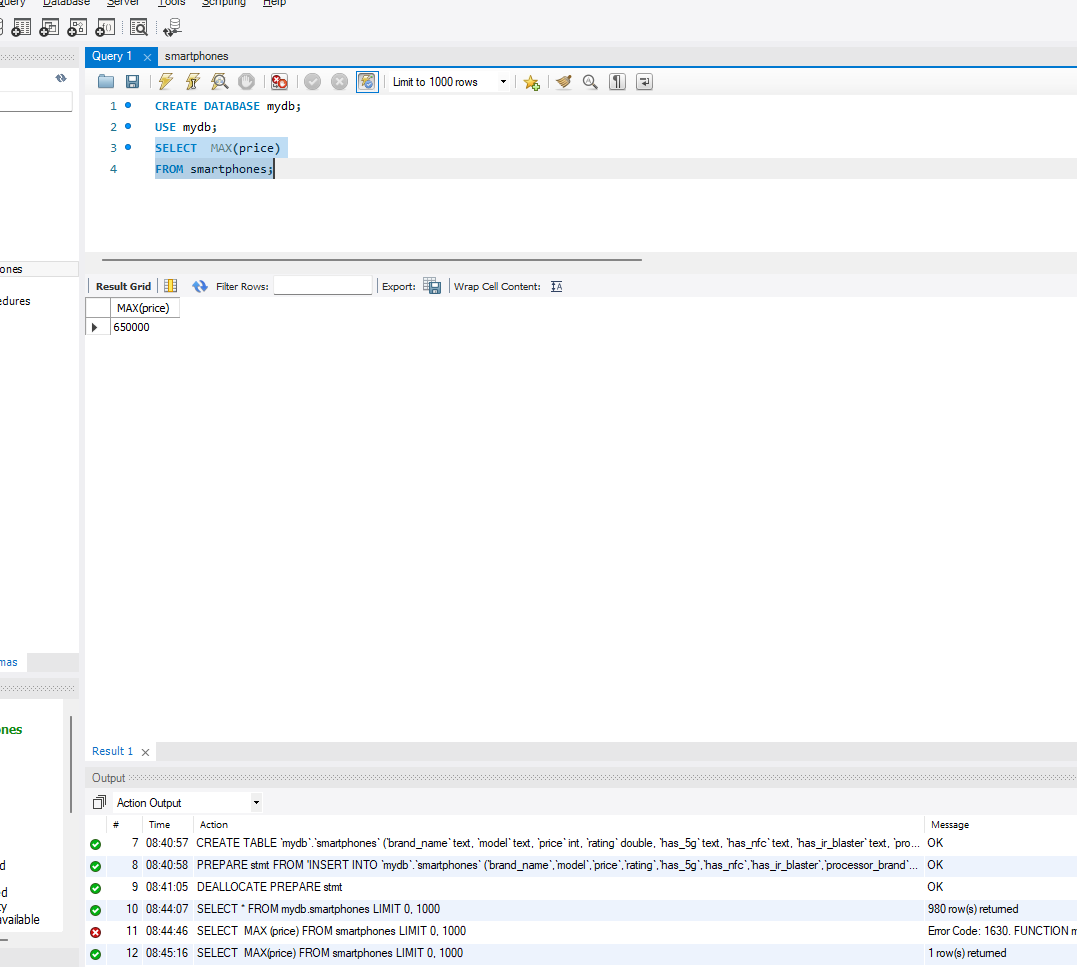 Query Database Server Tools Scripting Help
Query 1 smartphones
Limit to 1000 rows
1 CREATE DATABASE mydb;
2 USE mydb;
3 SELECT  MAX(price)
4 FROM smartphones;
ones
edures
Result Grid Filter Rows: Export: Wrap Cell Content:
MAX(price)
650000
mas
ones
d
ed
ty
available
Result 1
Output
Action Output
# Time Action Message
7 08:40:57 CREATE TABLE `mydb`.`smartphones` (`brand_name` text, `model` text, `price` int, `rating` double, `has_5g` text, `has_nfc` text, `has_ir_blaster` text, `pro... OK
8 08:40:58 PREPARE stmt FROM 'INSERT INTO `mydb`.`smartphones` (`brand_name`,`model`,`price`,`rating`,`has_5g`,`has_nfc`,`has_ir_blaster`,`processor_brand`... OK
9 08:41:05 DEALLOCATE PREPARE stmt OK
10 08:44:07 SELECT * FROM mydb.smartphones LIMIT 0, 1000 980 row(s) returned
11 08:44:46 SELECT  MAX (price) FROM smartphones LIMIT 0, 1000 Error Code: 1630. FUNCTION m
12 08:45:16 SELECT  MAX(price) FROM smartphones LIMIT 0, 1000 1 row(s) returned